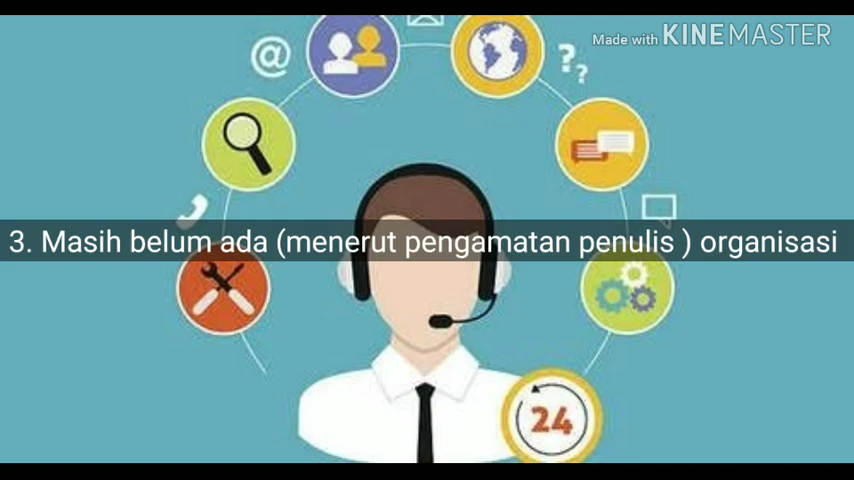 Made with KINEMASTER
@
??
3. Masih belum ada (menerut pengamatan penulis ) organisasi
24